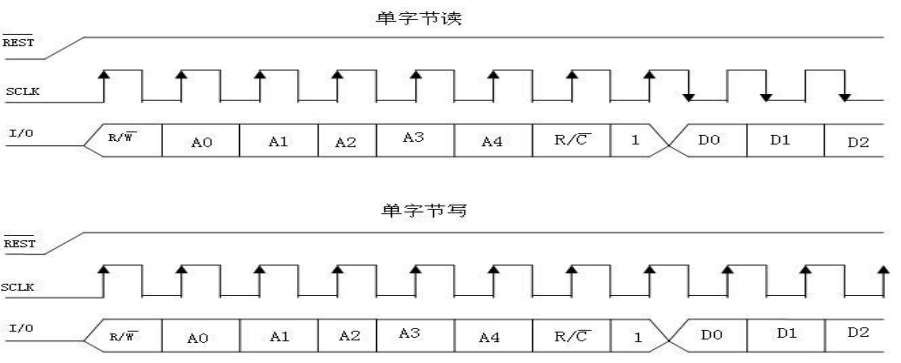 单字节读
REST
SCLK
I/O R/W A0 A1 A2 A3 A4 R/C 1 D0 D1 D2
单字节写
REST
SCLK
I/O R/W A0 A1 A2 A3 A4 R/C 1 D0 D1 D2